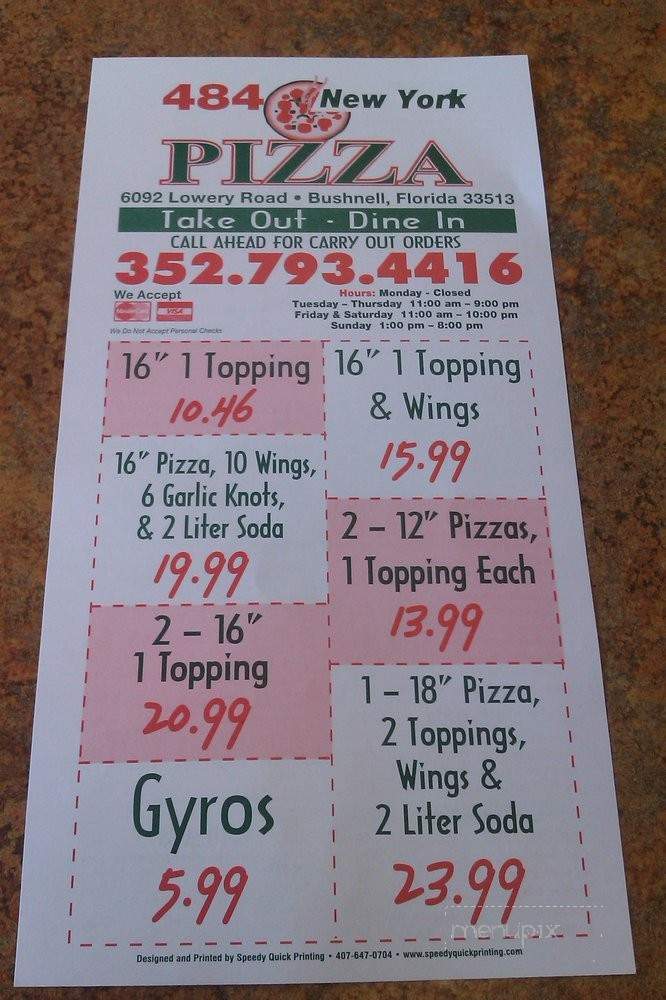 484 New York
PIZZA
6092 Lowery Road • Bushnell, Florida 33513
Take Out - Dine In
CALL AHEAD FOR CARRY OUT ORDERS
352.793.4416
We Accept
MasterCard VISA
We Do Not Accept Personal Checks
Hours: Monday - Closed
Tuesday – Thursday 11:00 am – 9:00 pm
Friday & Saturday 11:00 am – 10:00 pm
Sunday 1:00 pm – 8:00 pm
16" 1 Topping
10.46
16" 1 Topping
& Wings
15.99
16" Pizza, 10 Wings,
6 Garlic Knots,
& 2 Liter Soda
19.99
2 – 12" Pizzas,
1 Topping Each
13.99
2 – 16"
1 Topping
20.99
1 – 18" Pizza,
2 Toppings,
Wings &
2 Liter Soda
23.99
Gyros
5.99
menupix
Designed and Printed by Speedy Quick Printing • 407-647-0704 • www.speedyquickprinting.com